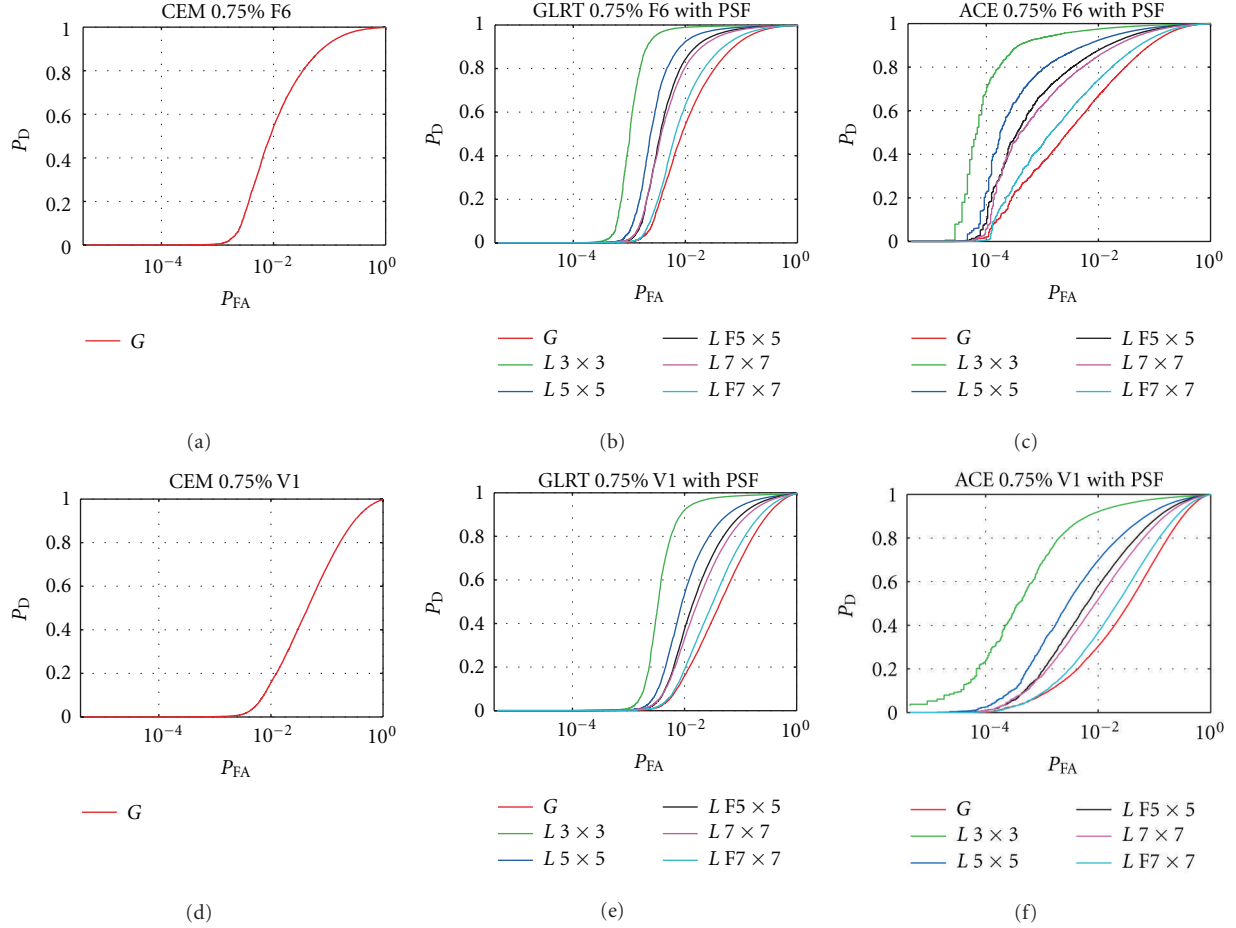 CEM 0.75% F6
1
0.8
0.6
0.4
0.2
0
P_D
10^−4
10^−2
10^0
P_FA
G
(a)
GLRT 0.75% F6 with PSF
1
0.8
0.6
0.4
0.2
0
P_D
10^−4
10^−2
10^0
P_FA
G
L 3 × 3
L 5 × 5
L F5 × 5
L 7 × 7
L F7 × 7
(b)
ACE 0.75% F6 with PSF
1
0.8
0.6
0.4
0.2
0
P_D
10^−4
10^−2
10^0
P_FA
G
L 3 × 3
L 5 × 5
L F5 × 5
L 7 × 7
L F7 × 7
(c)
CEM 0.75% V1
1
0.8
0.6
0.4
0.2
0
P_D
10^−4
10^−2
10^0
P_FA
G
(d)
GLRT 0.75% V1 with PSF
1
0.8
0.6
0.4
0.2
0
P_D
10^−4
10^−2
10^0
P_FA
G
L 3 × 3
L 5 × 5
L F5 × 5
L 7 × 7
L F7 × 7
(e)
ACE 0.75% V1 with PSF
1
0.8
0.6
0.4
0.2
0
P_D
10^−4
10^−2
10^0
P_FA
G
L 3 × 3
L 5 × 5
L F5 × 5
L 7 × 7
L F7 × 7
(f)